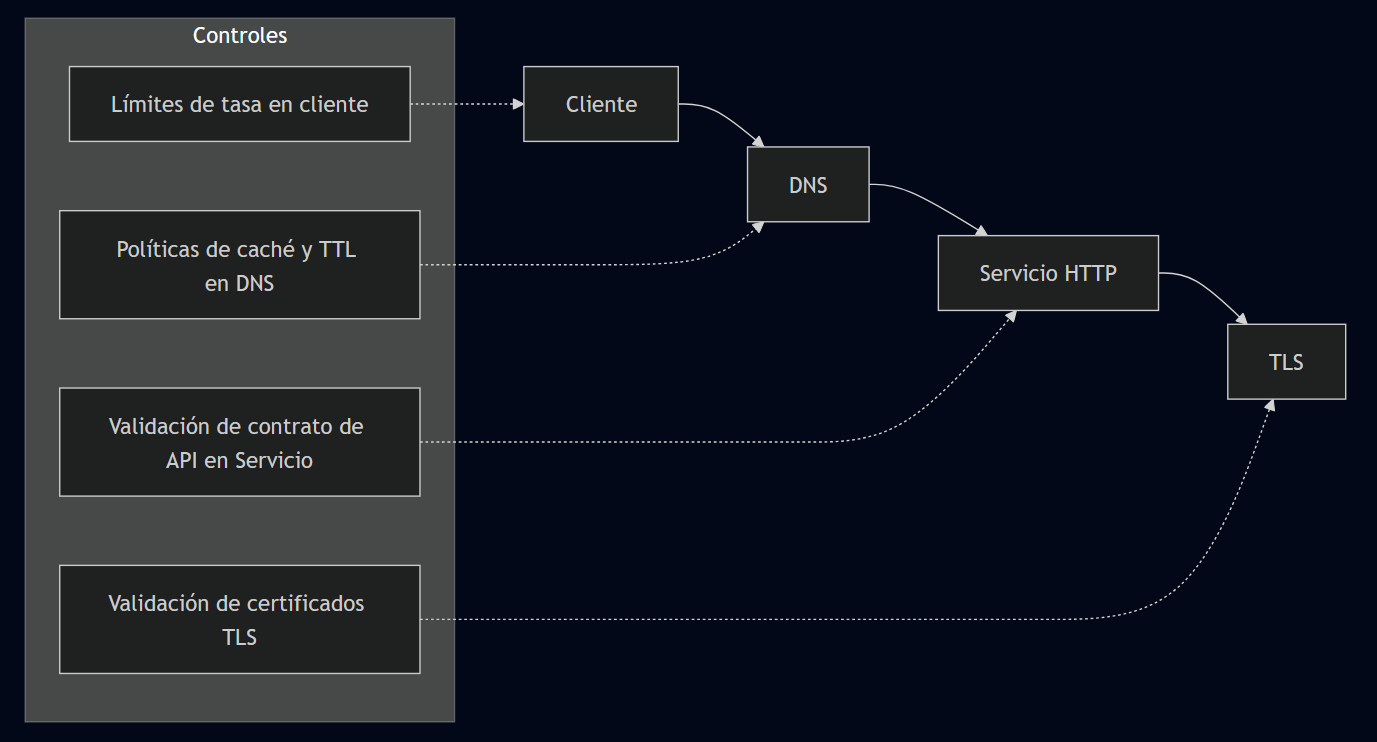 Controles
Límites de tasa en cliente
Cliente
DNS
Políticas de caché y TTL
en DNS
Servicio HTTP
TLS
Validación de contrato de
API en Servicio
Validación de certificados
TLS